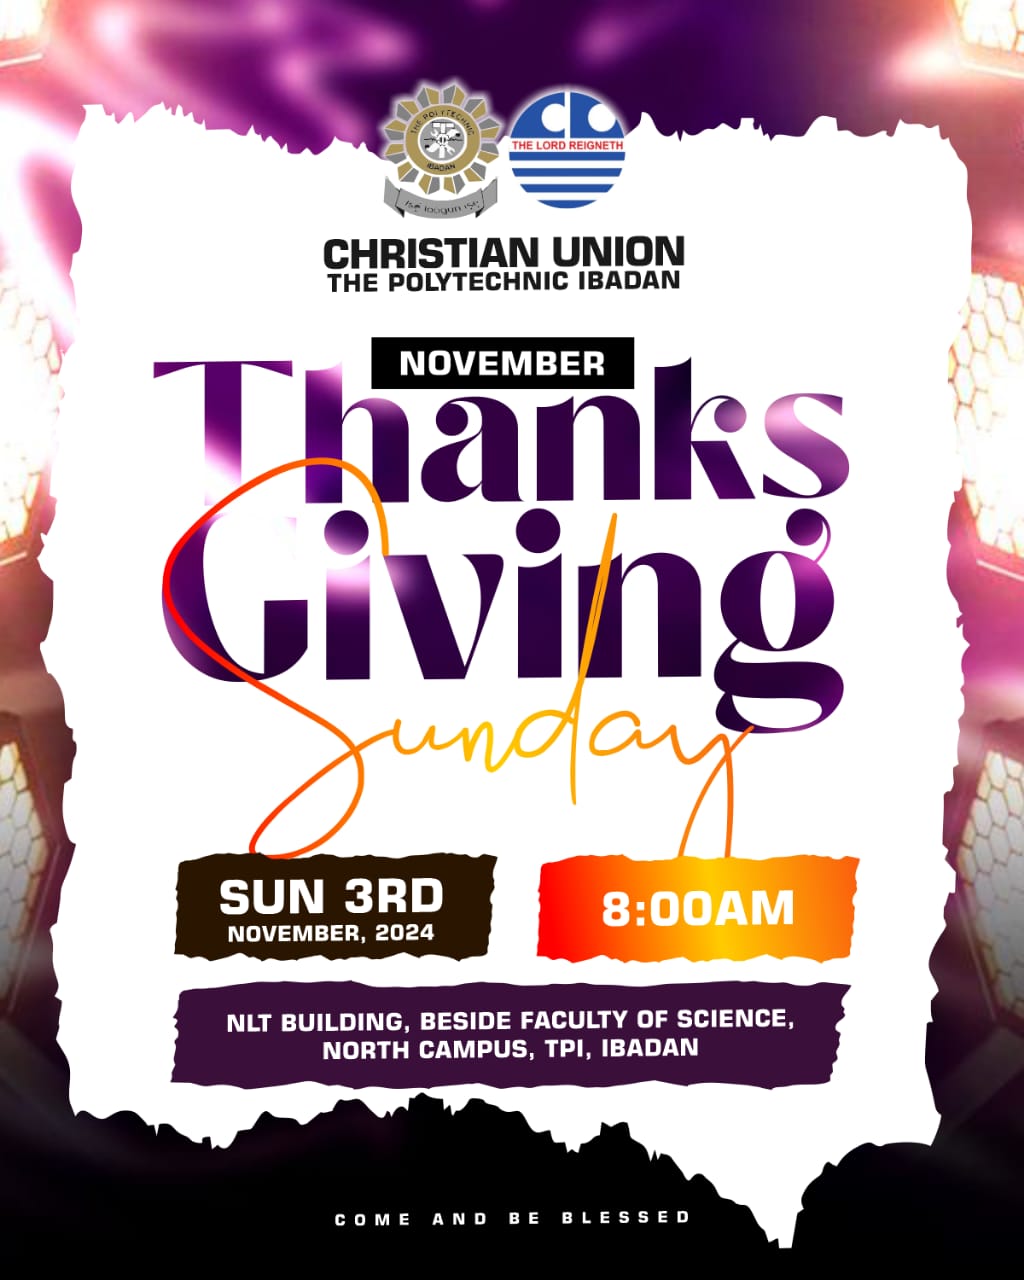 THE POLYTECHNIC
IBADAN
THE LORD REIGNETH
CHRISTIAN UNION
THE POLYTECHNIC IBADAN
NOVEMBER
Thanks
Giving
Sunday
SUN 3RD
NOVEMBER, 2024
8:00AM
NLT BUILDING, BESIDE FACULTY OF SCIENCE,
NORTH CAMPUS, TPI, IBADAN
COME AND BE BLESSED